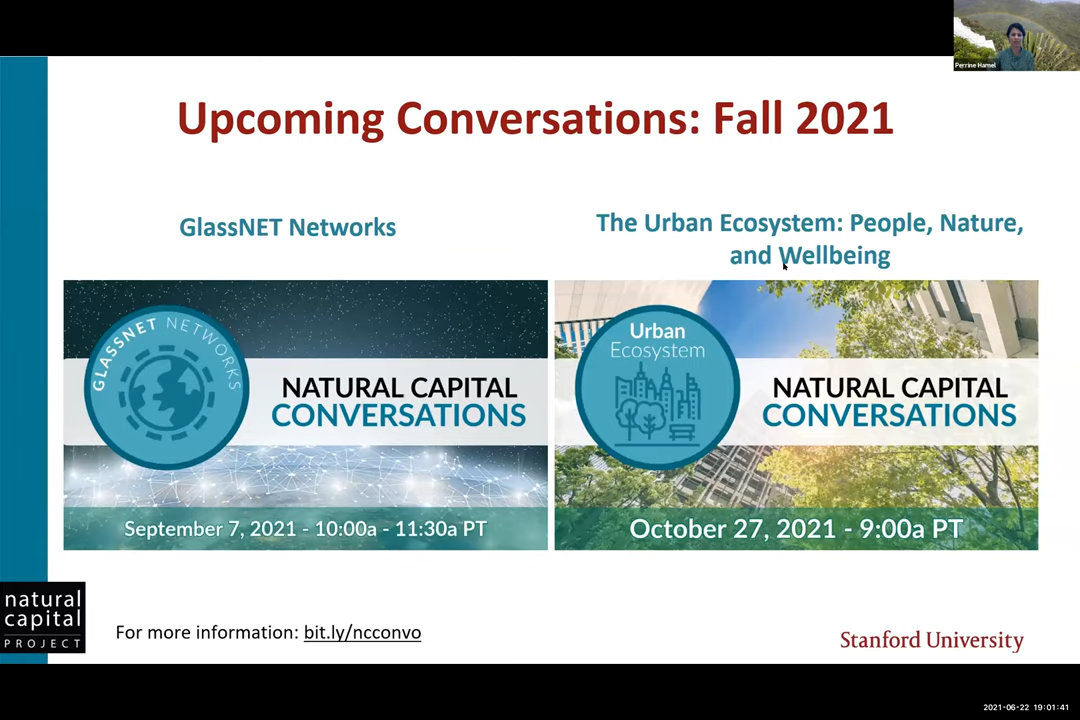 Perrine Hamel
Upcoming Conversations: Fall 2021
GlassNET Networks
The Urban Ecosystem: People, Nature,
and Wellbeing
GLASSNET NETWORKS
NATURAL CAPITAL
CONVERSATIONS
September 7, 2021 - 10:00a - 11:30a PT
Urban
Ecosystem
NATURAL CAPITAL
CONVERSATIONS
October 27, 2021 - 9:00a PT
natural
capital
PROJECT
For more information: bit.ly/ncconvo
Stanford University
2021-06-22 19:01:41